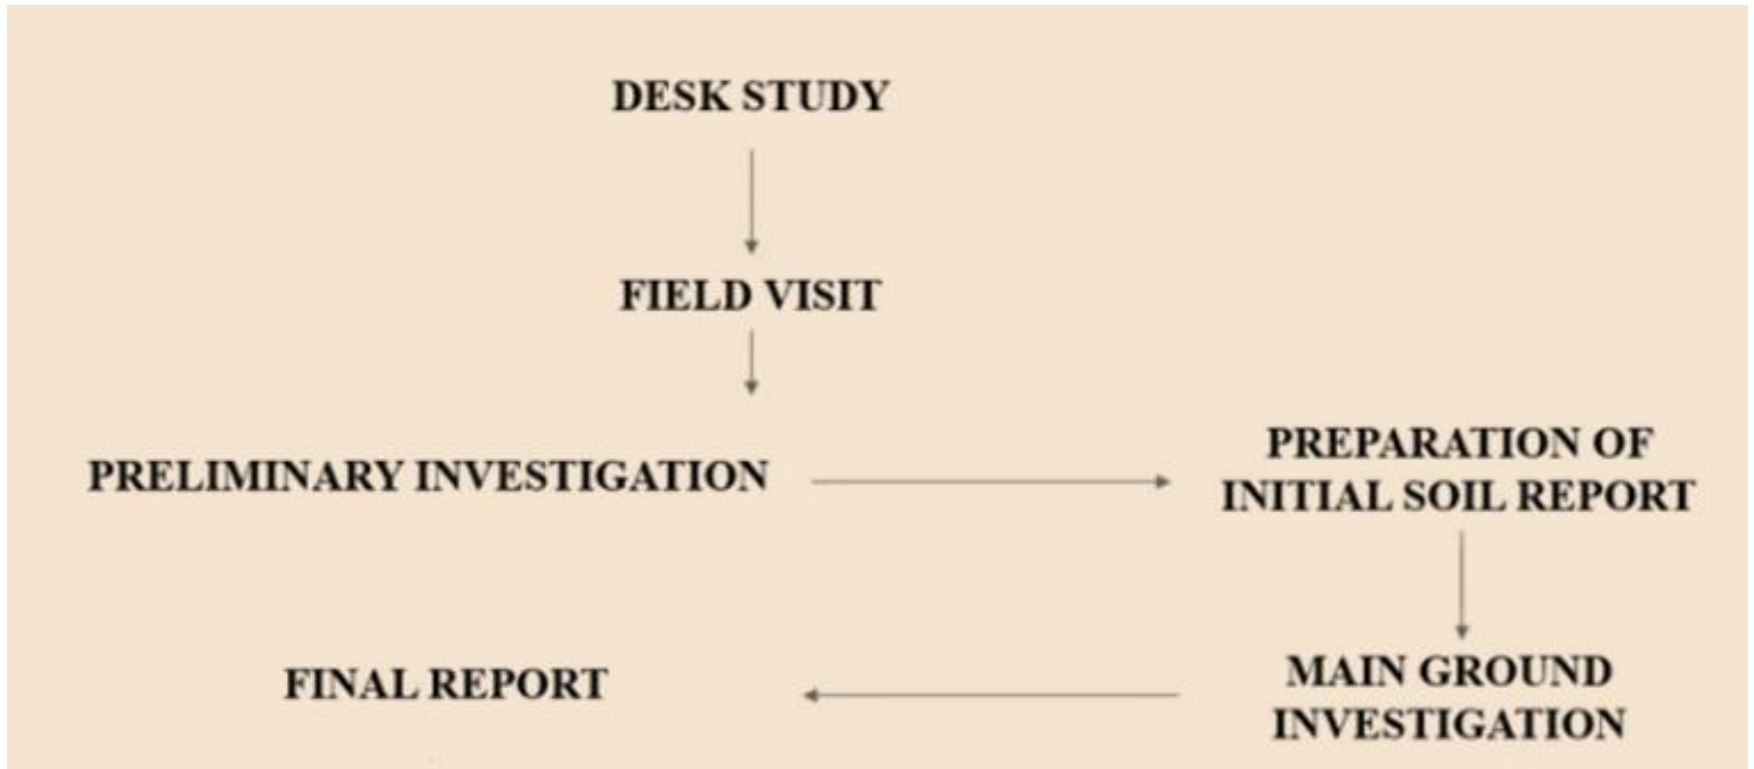 DESK STUDY
FIELD VISIT
PRELIMINARY INVESTIGATION
PREPARATION OF
INITIAL SOIL REPORT
MAIN GROUND
INVESTIGATION
FINAL REPORT